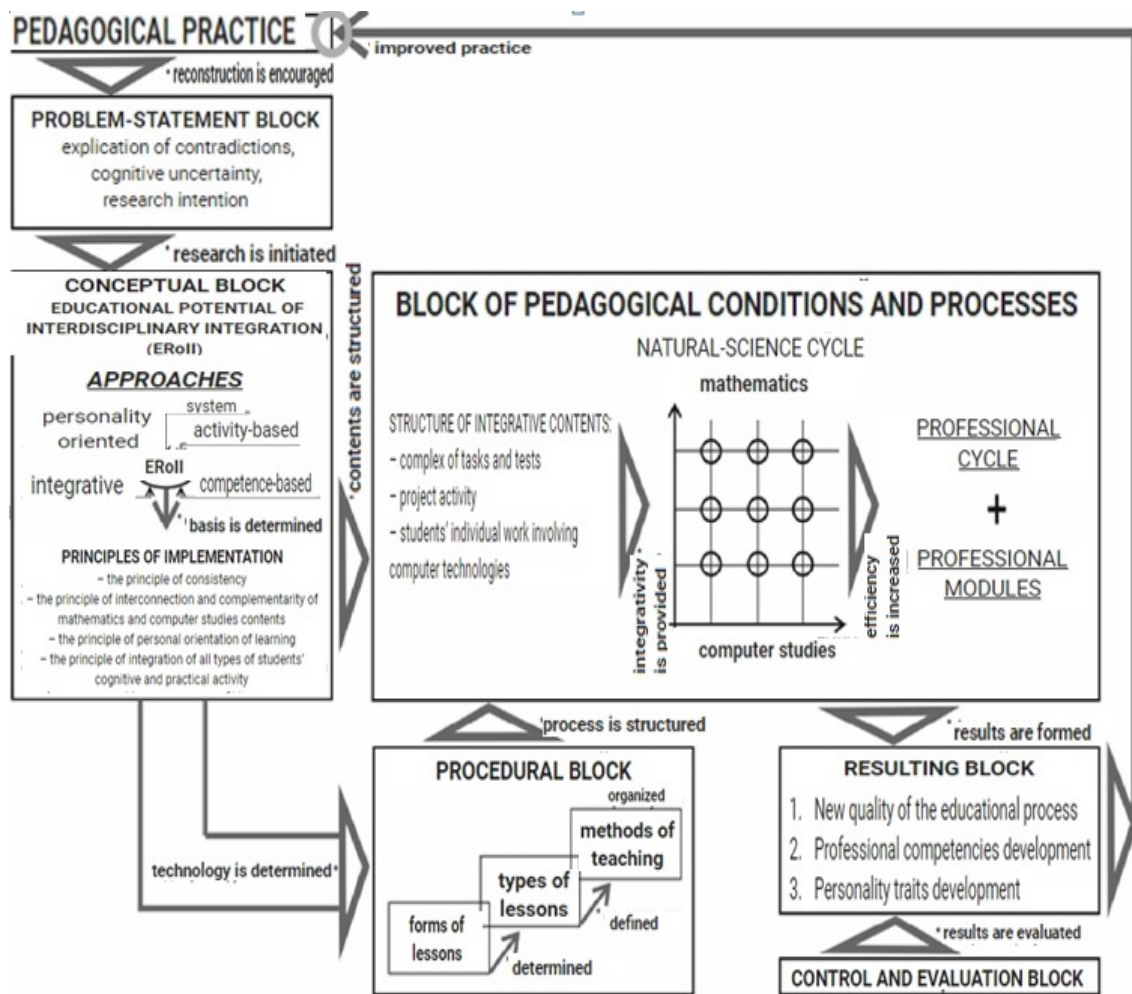 PEDAGOGICAL PRACTICE
* improved practice
* reconstruction is encouraged
PROBLEM-STATEMENT BLOCK
explication of contradictions,
cognitive uncertainty,
research intention
* research is initiated
CONCEPTUAL BLOCK
EDUCATIONAL POTENTIAL OF
INTERDISCIPLINARY INTEGRATION
(ERoII)
APPROACHES
personality
oriented
system
activity-based
ERoII
integrative
competence-based
* basis is determined
PRINCIPLES OF IMPLEMENTATION
– the principle of consistency
– the principle of interconnection and complementarity of
mathematics and computer studies contents
– the principle of personal orientation of learning
– the principle of integration of all types of students'
cognitive and practical activity
* contents are structured
BLOCK OF PEDAGOGICAL CONDITIONS AND PROCESSES
NATURAL-SCIENCE CYCLE
STRUCTURE OF INTEGRATIVE CONTENTS:
– complex of tasks and tests
– project activity
– students' individual work involving
computer technologies
integrativity *
is provided
mathematics
computer studies
efficiency
is increased
PROFESSIONAL
CYCLE
+
PROFESSIONAL
MODULES
technology is determined *
* process is structured
PROCEDURAL BLOCK
organized
methods of
teaching
types of
lessons
* defined
forms of
lessons
* determined
* results are formed
RESULTING BLOCK
1. New quality of the educational process
2. Professional competencies development
3. Personality traits development
* results are evaluated
CONTROL AND EVALUATION BLOCK